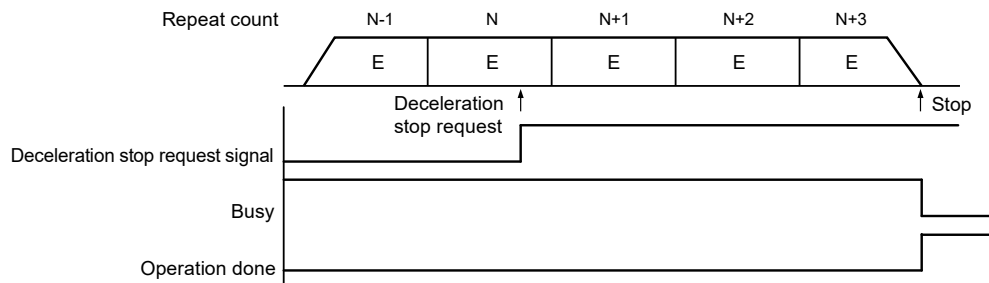 Repeat count N-1 N N+1 N+2 N+3
E E E E E
Deceleration stop request
Stop
Deceleration stop request signal
Busy
Operation done